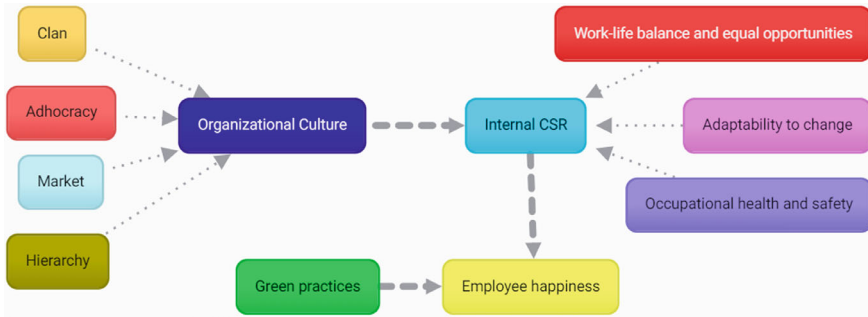 Clan
Work-life balance and equal opportunities
Adhocracy
Organizational Culture
Internal CSR
Adaptability to change
Market
Occupational health and safety
Hierarchy
Green practices
Employee happiness